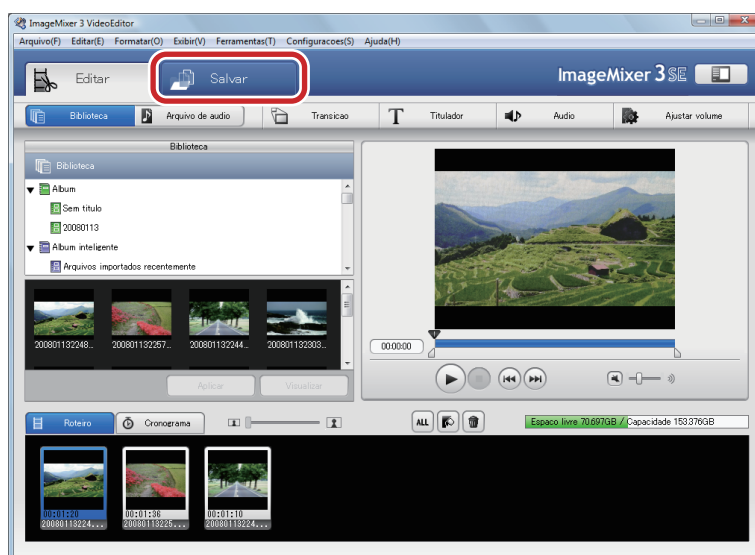 ImageMixer 3 VideoEditor
Arquivo(F) Editar(E) Formatar(O) Exibir(V) Ferramentas(T) Configuracoes(S) Ajuda(H)
Editar Salvar ImageMixer 3 SE
Biblioteca Arquivo de audio Transicao T Titulador Audio Ajustar volume
Biblioteca
Biblioteca
Album
Sem titulo
20080113
Album inteligente
Arquivos importados recentemente
200801132248... 200801132257... 200801132244... 200801132303...
00:00:00
Aplicar Visualizar
Roteiro Cronograma ALL Espaco livre 70.697GB / Capacidade 153.376GB
00:01:20 00:01:36 00:01:10
20080113224... 20080113225... 20080113224...